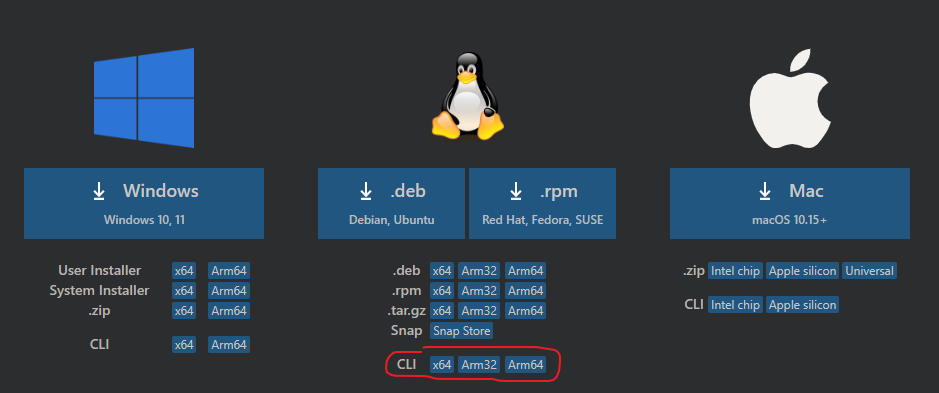 Windows
Windows 10, 11
User Installer x64 Arm64
System Installer x64 Arm64
.zip x64 Arm64
CLI x64 Arm64
.deb
Debian, Ubuntu
.rpm
Red Hat, Fedora, SUSE
.deb x64 Arm32 Arm64
.rpm x64 Arm32 Arm64
.tar.gz x64 Arm32 Arm64
Snap Snap Store
CLI x64 Arm32 Arm64
Mac
macOS 10.15+
.zip Intel chip Apple silicon Universal
CLI Intel chip Apple silicon